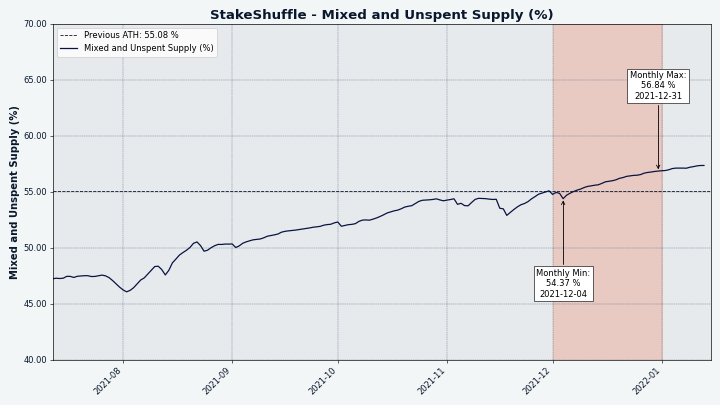 StakeShuffle - Mixed and Unspent Supply (%)
Previous ATH: 55.08 %
Mixed and Unspent Supply (%)
Mixed and Unspent Supply (%)
70.00
65.00
60.00
55.00
50.00
45.00
40.00
Monthly Max:
56.84 %
2021-12-31
Monthly Min:
54.37 %
2021-12-04
2021-08
2021-09
2021-10
2021-11
2021-12
2022-01